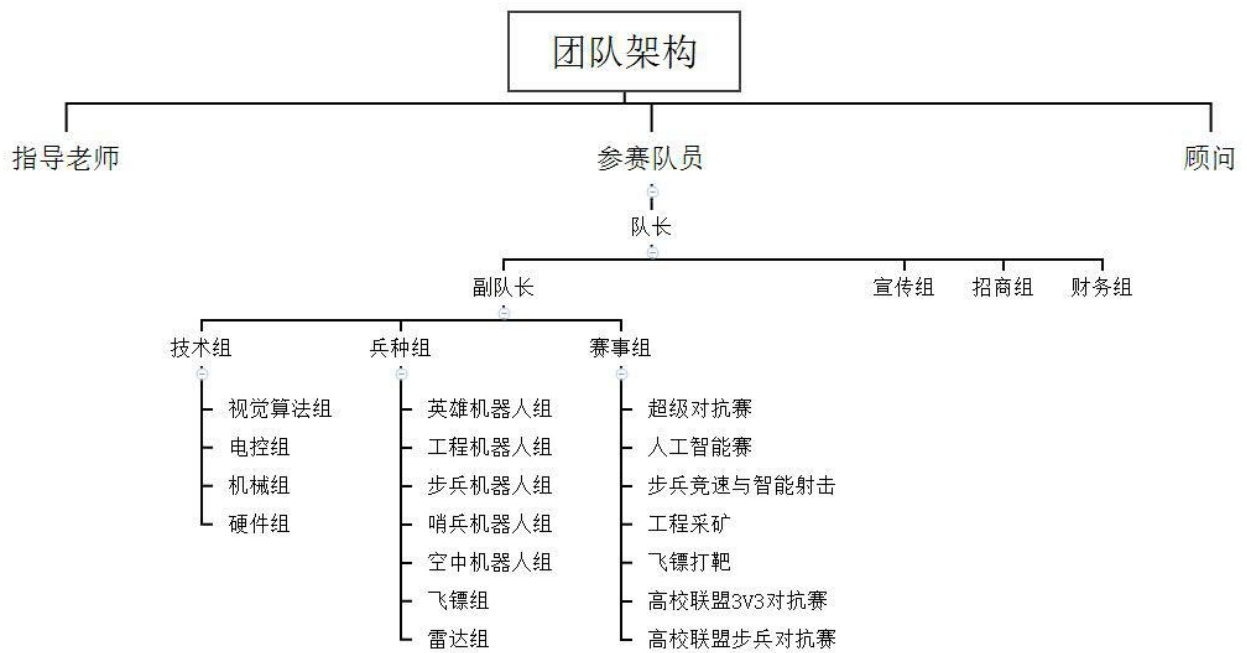 团队架构
指导老师 参赛队员 顾问
队长
副队长 宣传组 招商组 财务组
技术组 兵种组 赛事组
视觉算法组 英雄机器人组 超级对抗赛
电控组 工程机器人组 人工智能赛
机械组 步兵机器人组 步兵竞速与智能射击
硬件组 哨兵机器人组 工程采矿
空中机器人组 飞镖打靶
飞镖组 高校联盟3V3对抗赛
雷达组 高校联盟步兵对抗赛